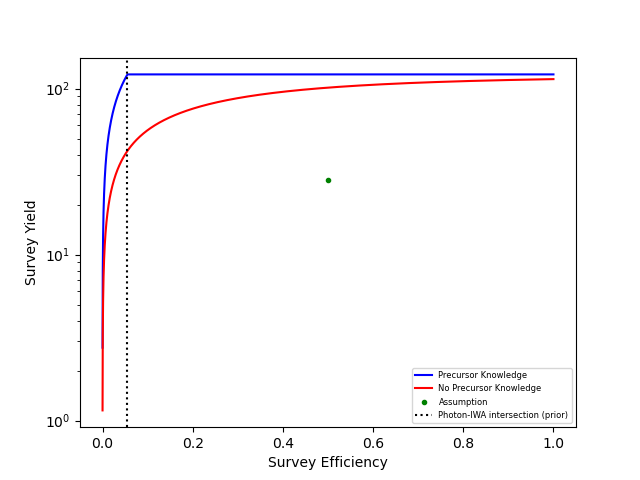 10²
10¹
10⁰
Survey Yield
Precursor Knowledge
No Precursor Knowledge
Assumption
Photon-IWA intersection (prior)
0.0 0.2 0.4 0.6 0.8 1.0
Survey Efficiency